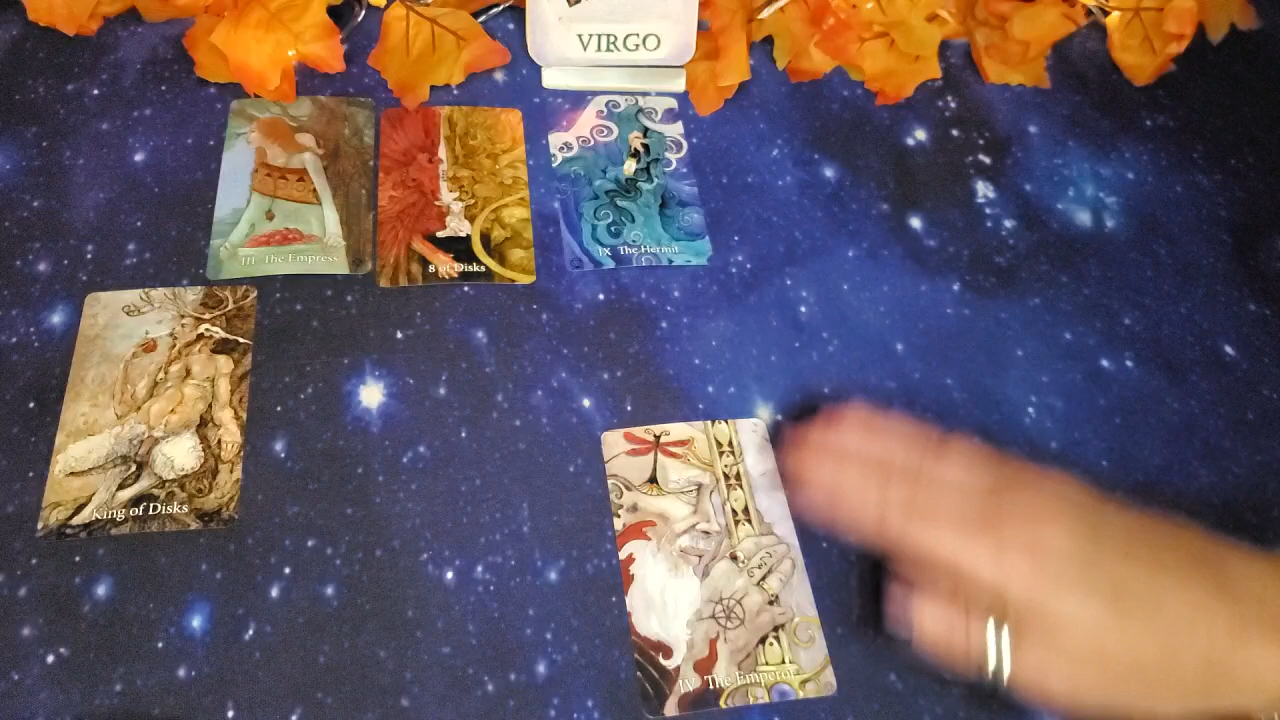 VIRGO
III The Empress
8 of Disks
IX The Hermit
King of Disks
IV The Emperor